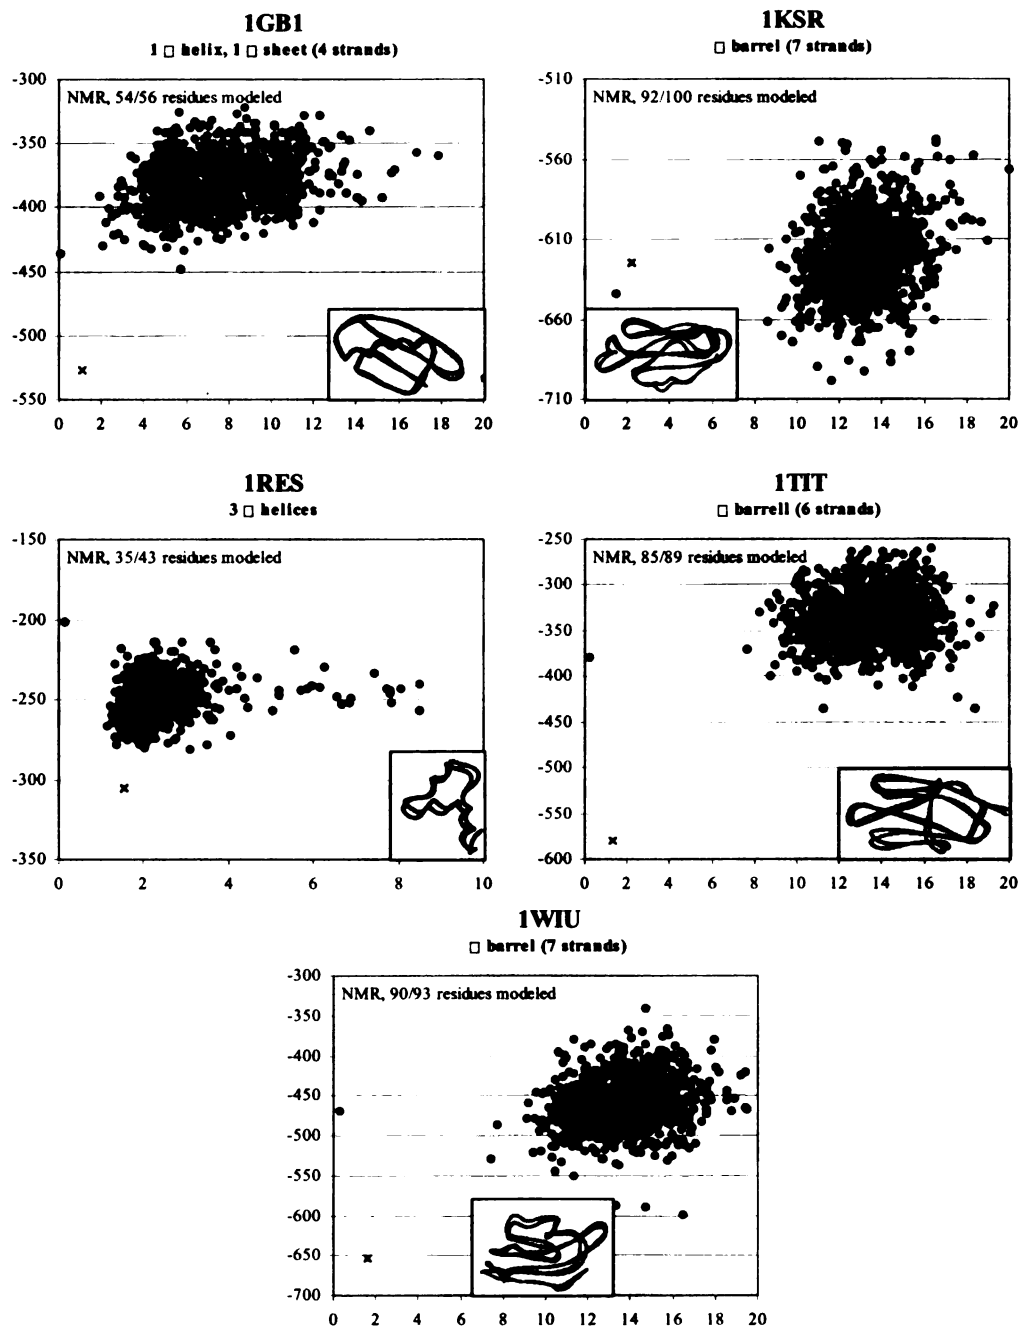 1GB1
1 □ helix, 1 □ sheet (4 strands)
-300
NMR, 54/56 residues modeled
-350
-400
-450
-500
-550
0 2 4 6 8 10 12 14 16 18 20
1KSR
□ barrel (7 strands)
-510
NMR, 92/100 residues modeled
-560
-610
-660
-710
0 2 4 6 8 10 12 14 16 18 20
1RES
3 □ helices
-150
NMR, 35/43 residues modeled
-200
-250
-300
-350
0 2 4 6 8 10
1TIT
□ barrell (6 strands)
-250
NMR, 85/89 residues modeled
-300
-350
-400
-450
-500
-550
-600
0 2 4 6 8 10 12 14 16 18 20
1WIU
□ barrel (7 strands)
-300
NMR, 90/93 residues modeled
-350
-400
-450
-500
-550
-600
-650
-700
0 2 4 6 8 10 12 14 16 18 20